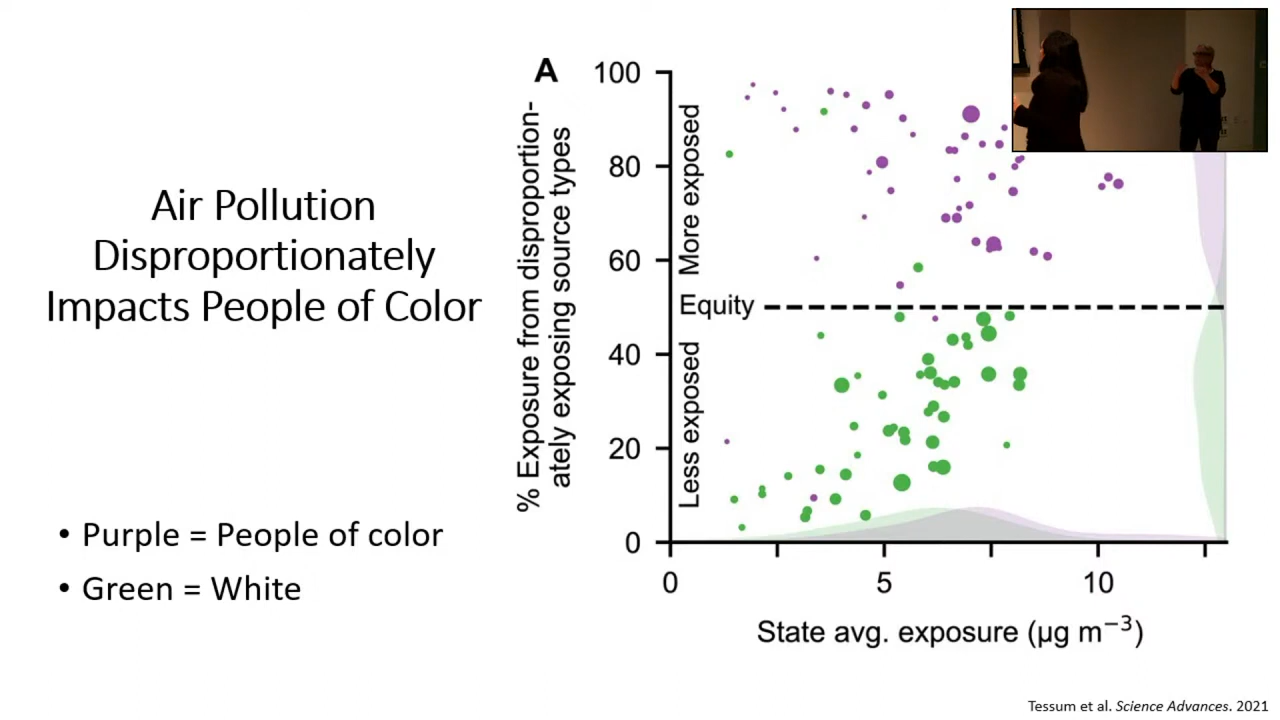 Air Pollution
Disproportionately
Impacts People of Color
• Purple = People of color
• Green = White
A
% Exposure from disproportion-
ately exposing source types
100
80
60
40
20
0
More exposed
Equity
Less exposed
0
5
10
State avg. exposure (µg m⁻³)
Tessum et al. Science Advances. 2021